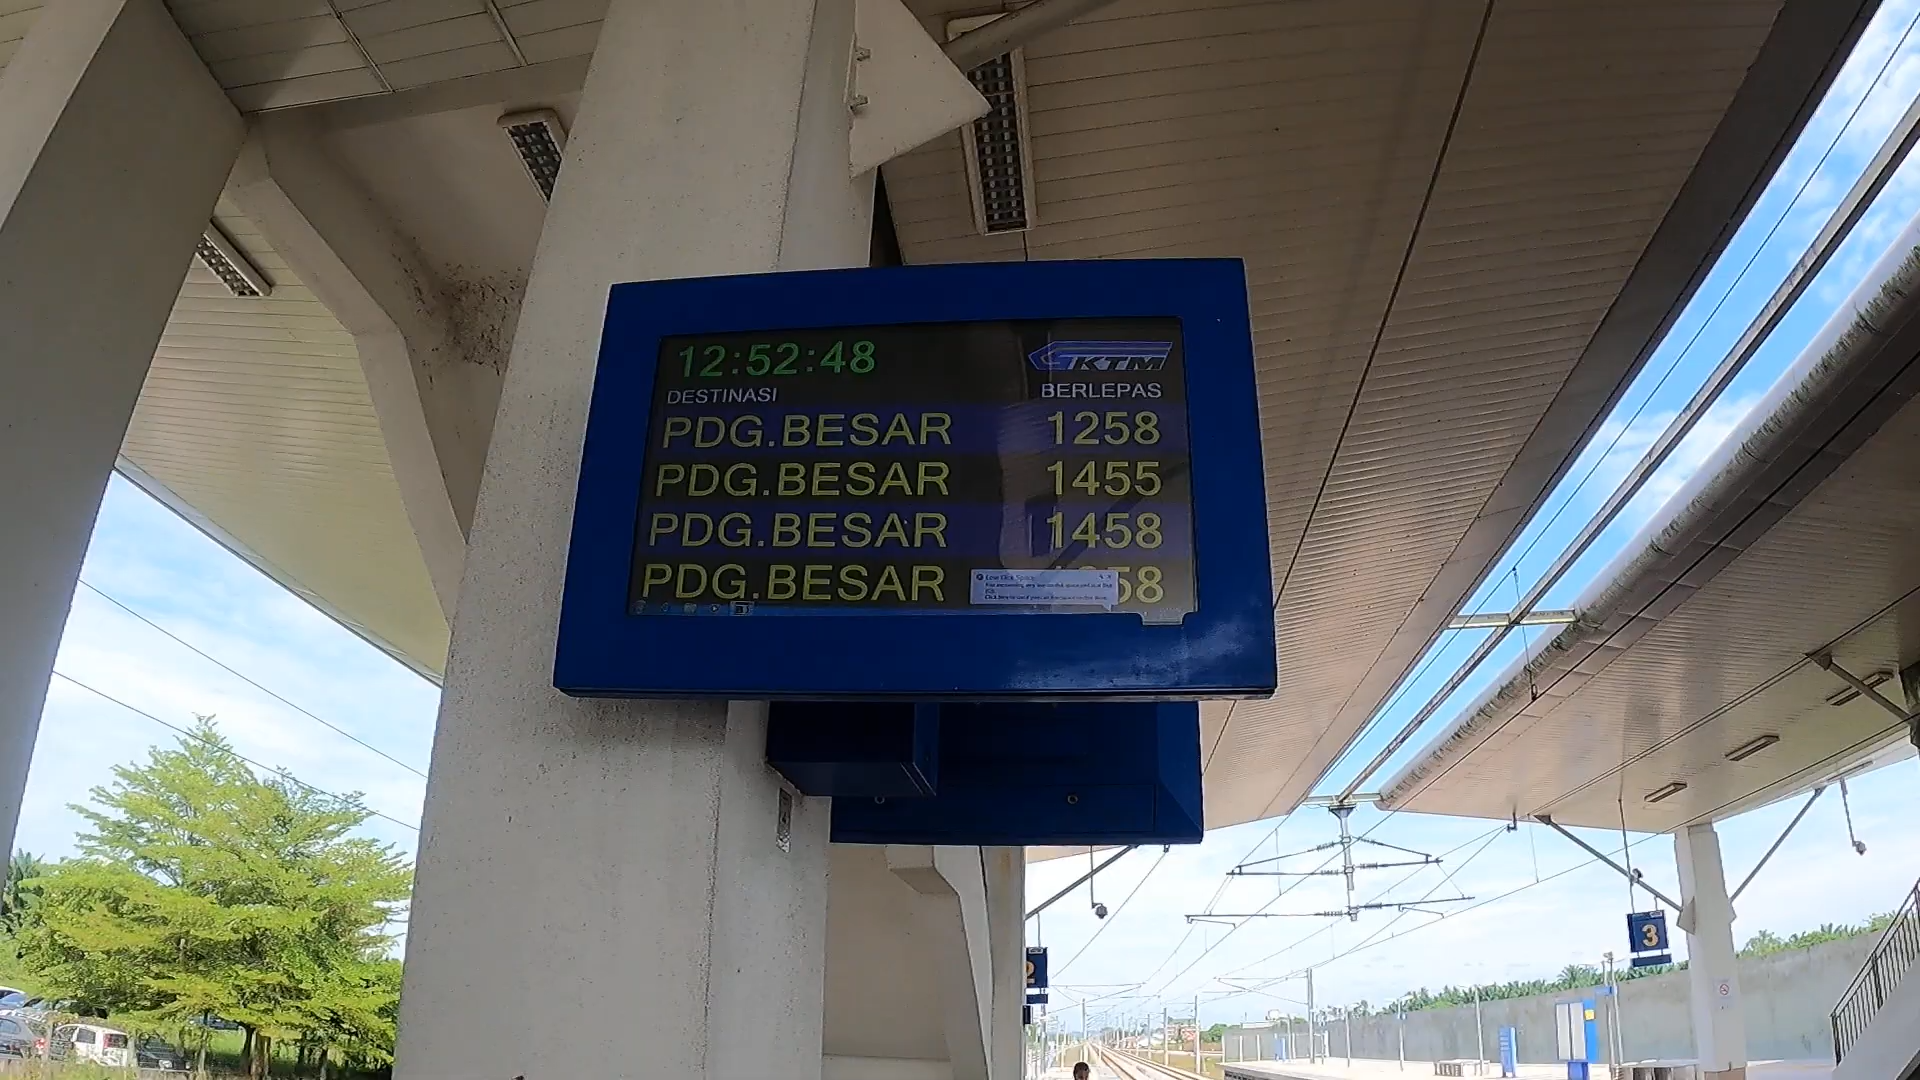 12:52:48
KTM
DESTINASI BERLEPAS
PDG.BESAR 1258
PDG.BESAR 1455
PDG.BESAR 1458
PDG.BESAR
Low Disk Space
2
3